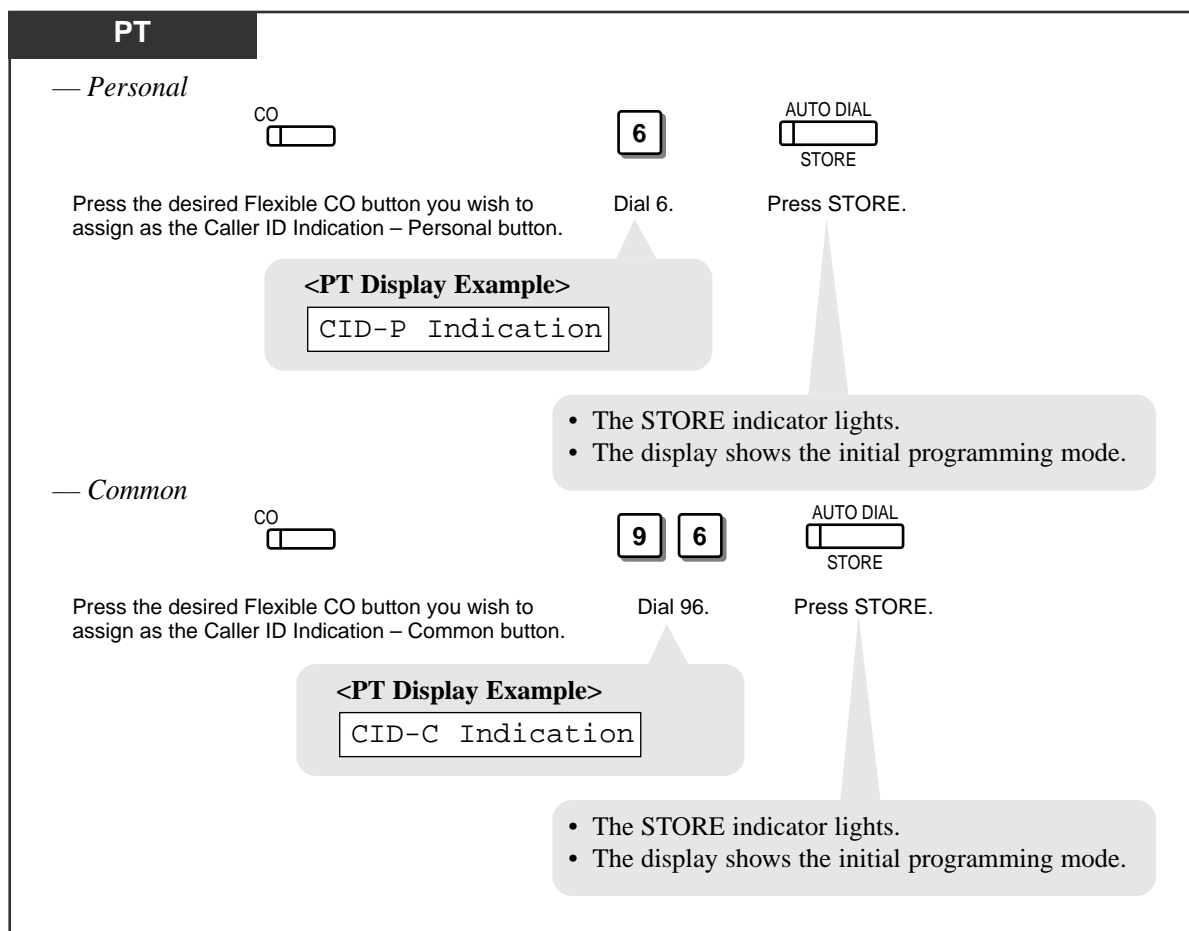 PT
— Personal
CO
6
AUTO DIAL
STORE
Press the desired Flexible CO button you wish to
assign as the Caller ID Indication – Personal button.
Dial 6.
Press STORE.
<PT Display Example>
CID-P Indication
• The STORE indicator lights.
• The display shows the initial programming mode.
— Common
CO
9 6
AUTO DIAL
STORE
Press the desired Flexible CO button you wish to
assign as the Caller ID Indication – Common button.
Dial 96.
Press STORE.
<PT Display Example>
CID-C Indication
• The STORE indicator lights.
• The display shows the initial programming mode.